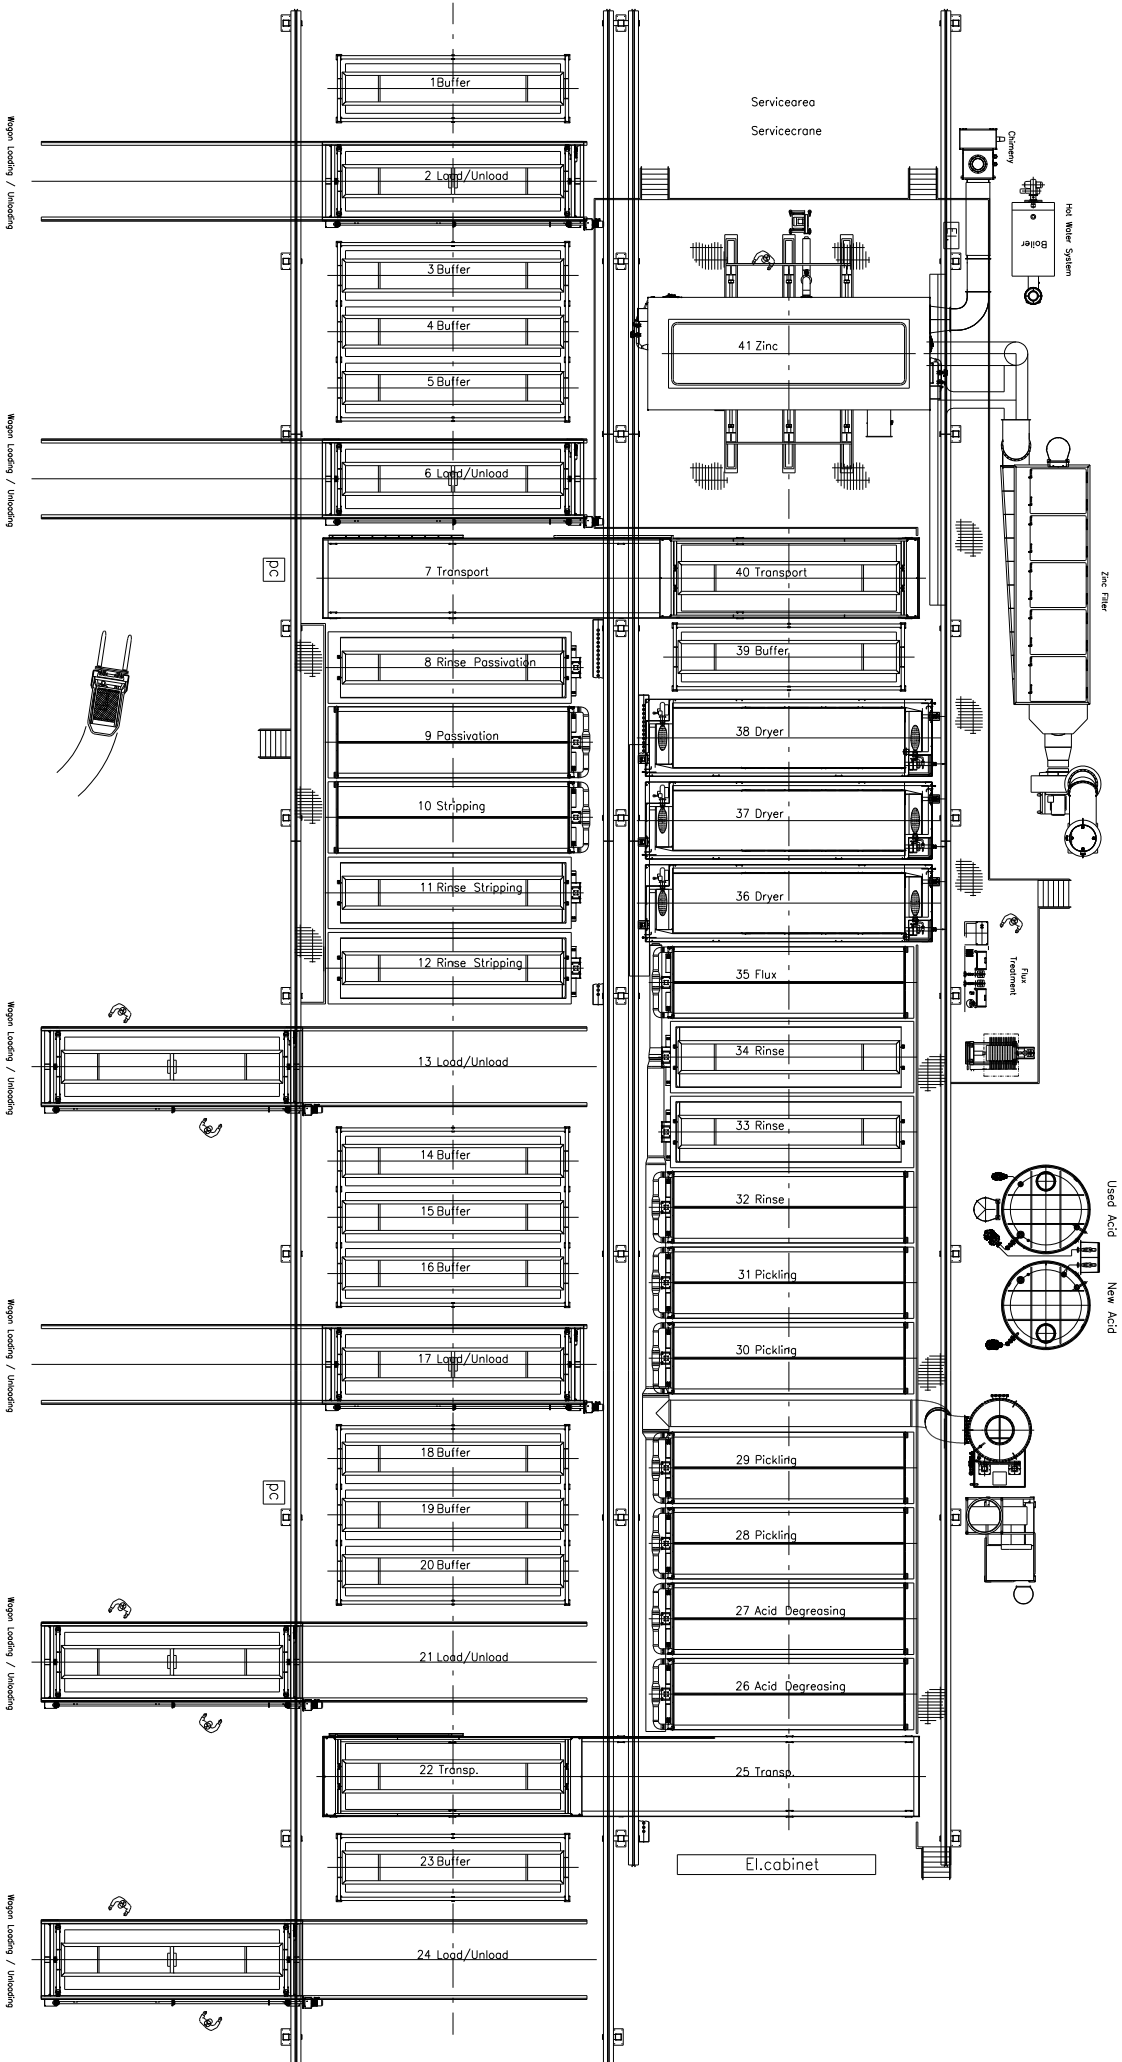 1 Buffer
2 Load/Unload
3 Buffer
4 Buffer
5 Buffer
6 Load/Unload
7 Transport
8 Rinse Passivation
9 Passivation
10 Stripping
11 Rinse Stripping
12 Rinse Stripping
13 Load/Unload
14 Buffer
15 Buffer
16 Buffer
17 Load/Unload
18 Buffer
19 Buffer
20 Buffer
21 Load/Unload
22 Transp.
23 Buffer
24 Load/Unload
Servicearea
Servicecrane
41 Zinc
40 Transport
39 Buffer
38 Dryer
37 Dryer
36 Dryer
35 Flux
34 Rinse
33 Rinse
32 Rinse
31 Pickling
30 Pickling
29 Pickling
28 Pickling
27 Acid Degreasing
26 Acid Degreasing
25 Transp.
El.cabinet
Wagon Loading / Unloading
Wagon Loading / Unloading
Wagon Loading / Unloading
Wagon Loading / Unloading
Wagon Loading / Unloading
Wagon Loading / Unloading
pc
pc
El.
Chimeny
Hot Water System
Boiler
Zinc Filter
Flux
Treatment
Used Acid
New Acid